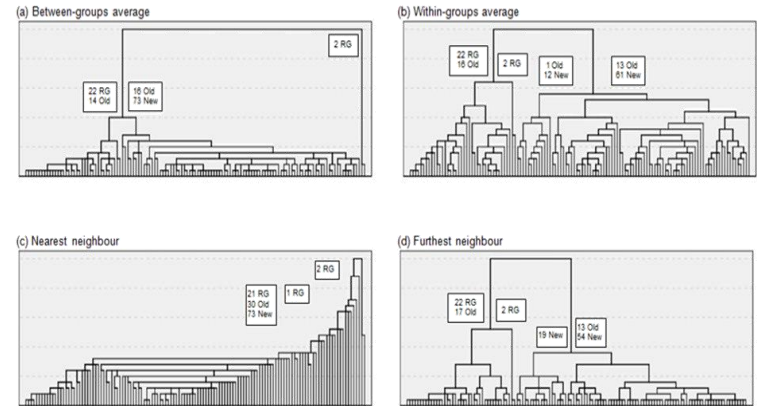 (a) Between-groups average
2 RG
22 RG
14 Old
16 Old
73 New
(b) Within-groups average
22 RG
16 Old
2 RG
1 Old
12 New
13 Old
61 New
(c) Nearest neighbour
2 RG
1 RG
21 RG
30 Old
73 New
(d) Furthest neighbour
22 RG
17 Old
2 RG
19 New
13 Old
54 New